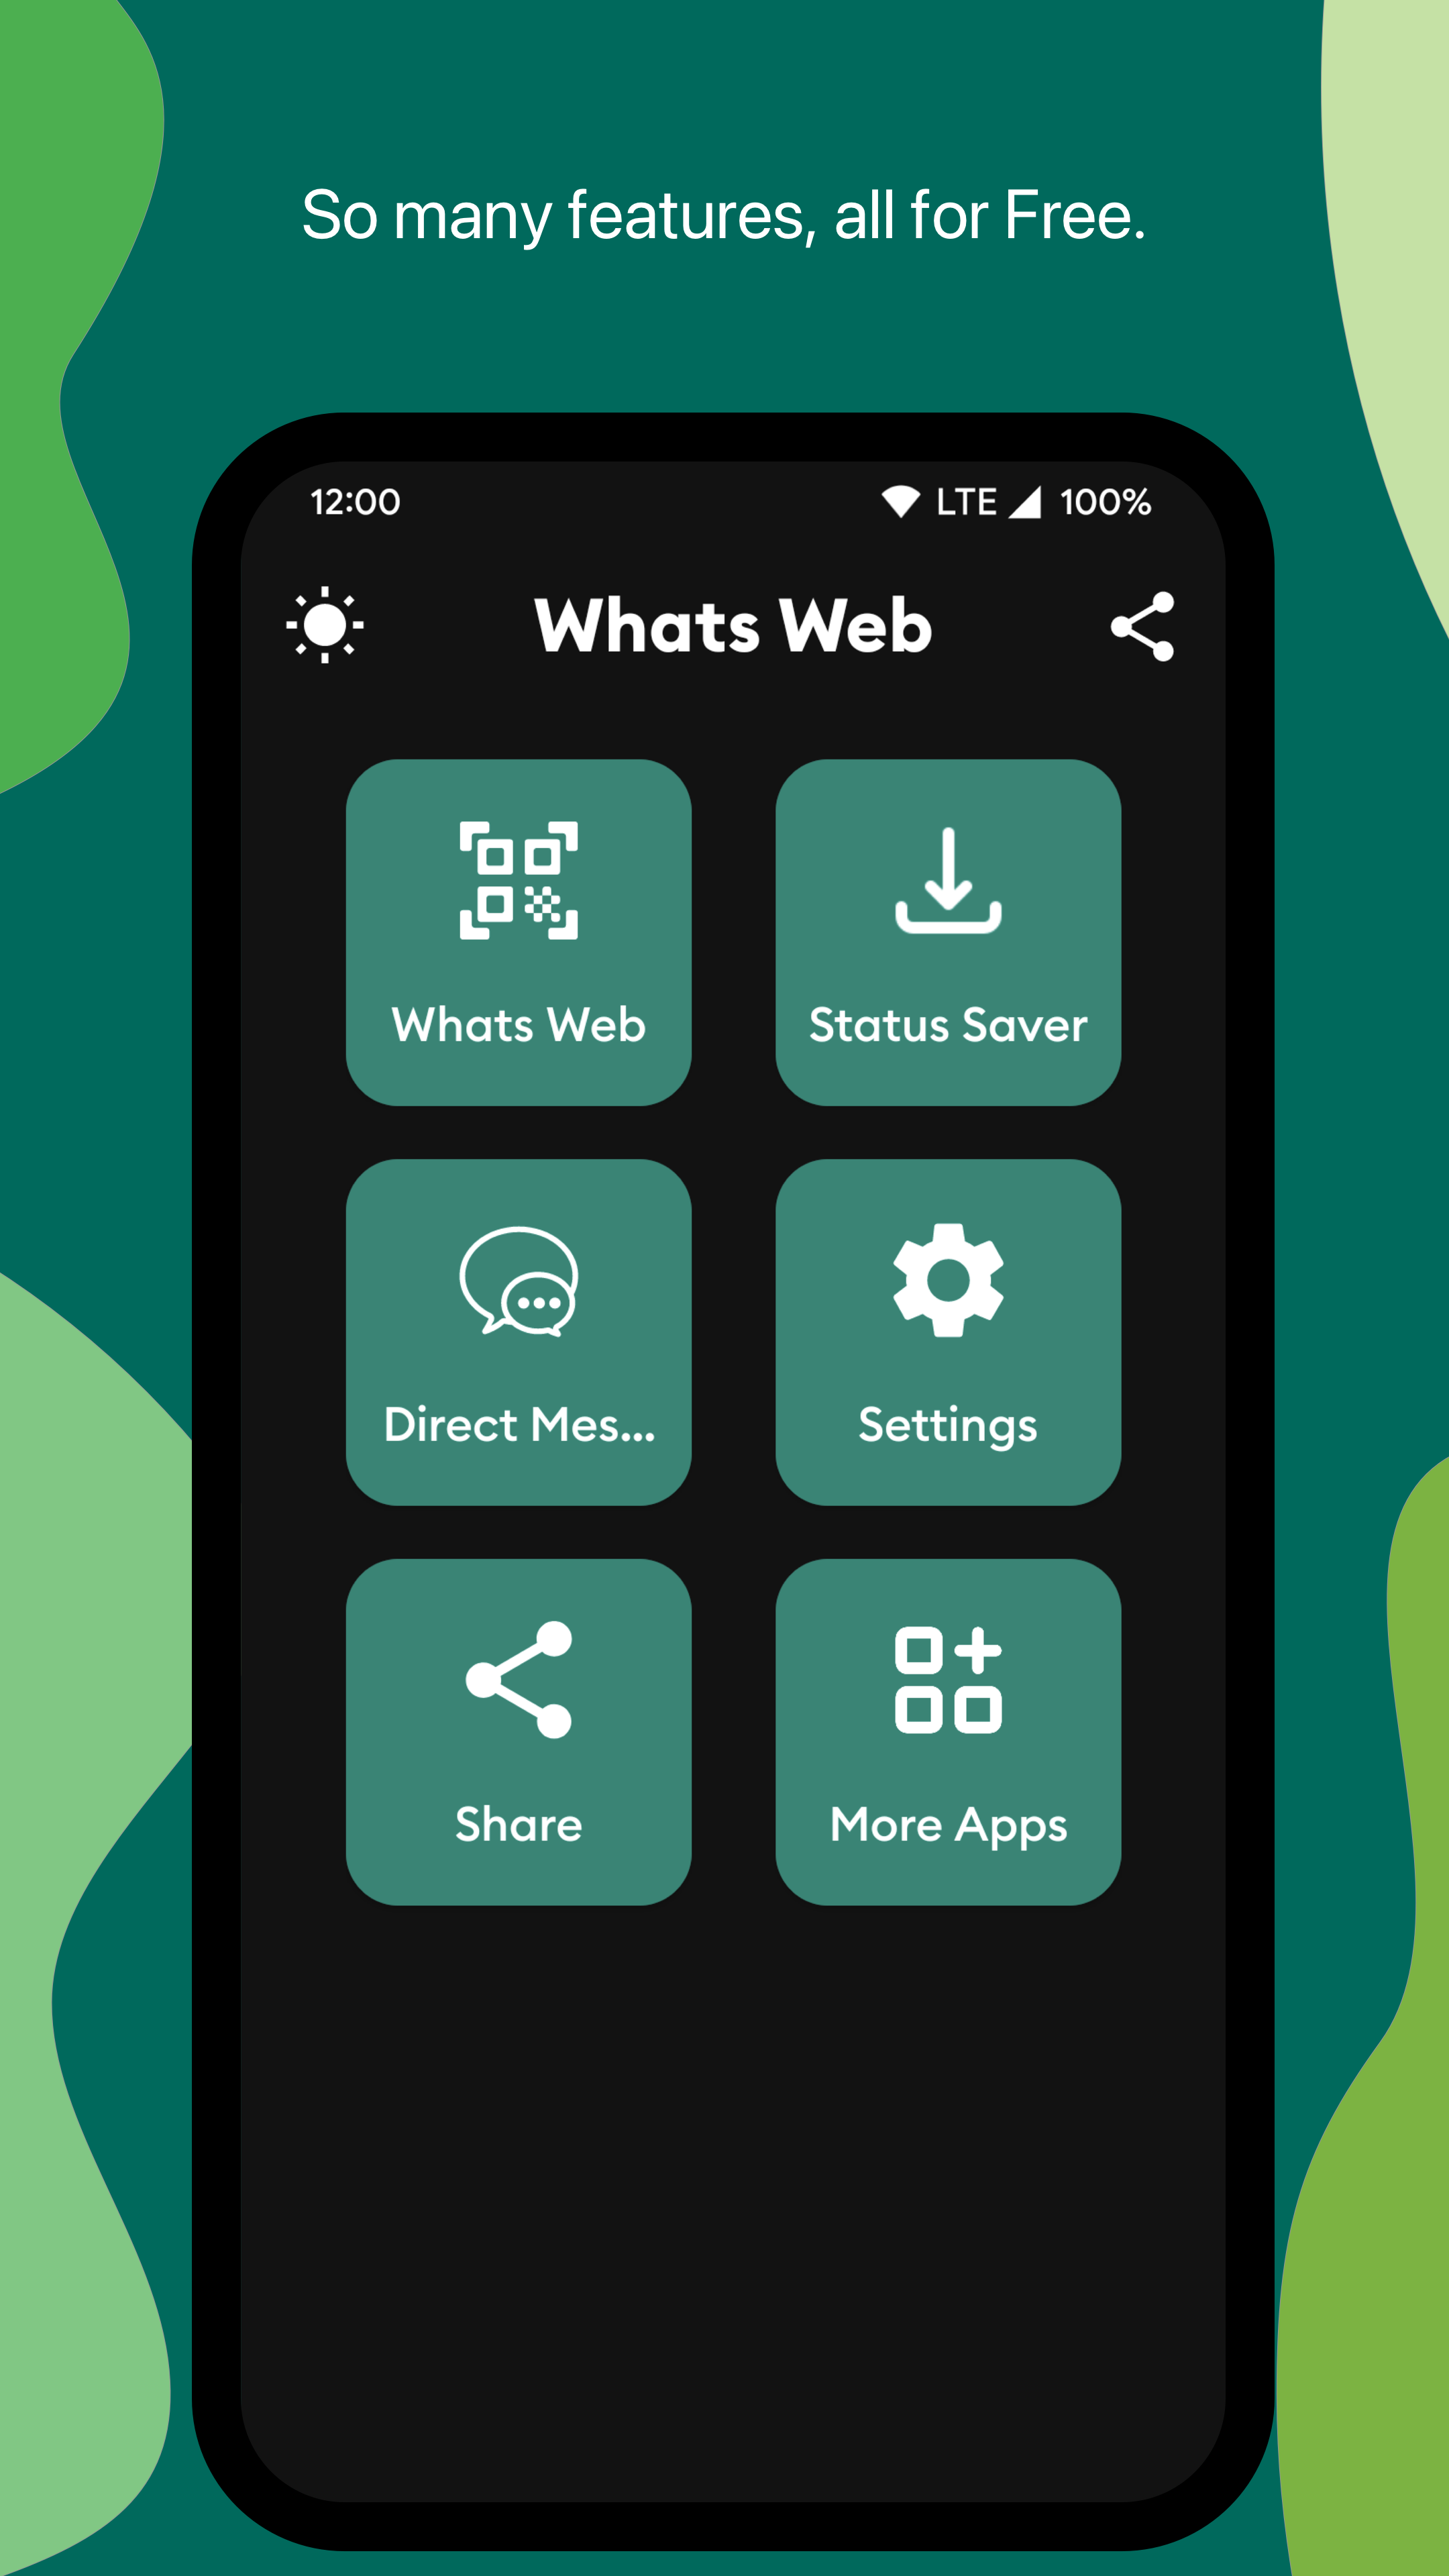 So many features, all for Free.
12:00 LTE 100%
Whats Web
Whats Web Status Saver
Direct Mes... Settings
Share More Apps